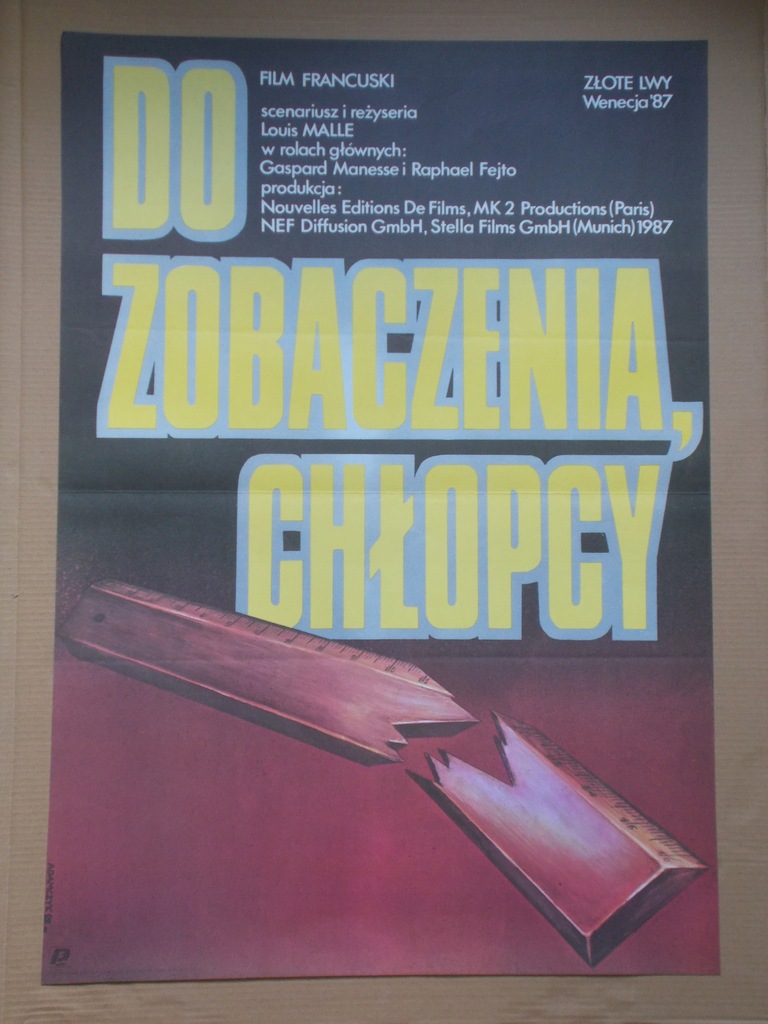 DO
FILM FRANCUSKI
scenariusz i reżyseria
Louis MALLE
w rolach głównych:
Gaspard Manesse i Raphael Fejto
produkcja:
Nouvelles Editions De Films, MK 2 Productions (Paris)
NEF Diffusion GmbH, Stella Films GmbH (Munich) 1987
ZŁOTE LWY
Wenecja '87
ZOBACZENIA,
CHŁOPCY